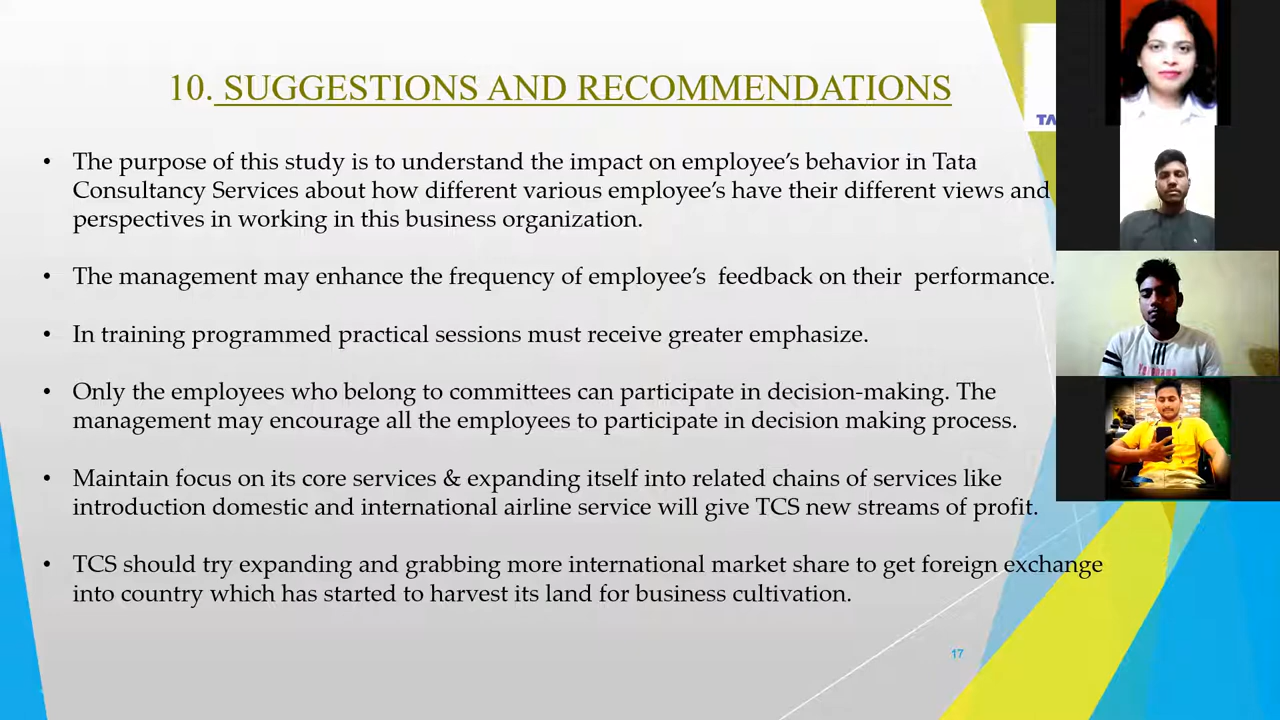 10. SUGGESTIONS AND RECOMMENDATIONS
TA
• The purpose of this study is to understand the impact on employee's behavior in Tata
Consultancy Services about how different various employee's have their different views and
perspectives in working in this business organization.
• The management may enhance the frequency of employee's feedback on their performance.
• In training programmed practical sessions must receive greater emphasize.
• Only the employees who belong to committees can participate in decision-making. The
management may encourage all the employees to participate in decision making process.
• Maintain focus on its core services & expanding itself into related chains of services like
introduction domestic and international airline service will give TCS new streams of profit.
• TCS should try expanding and grabbing more international market share to get foreign exchange
into country which has started to harvest its land for business cultivation.
17